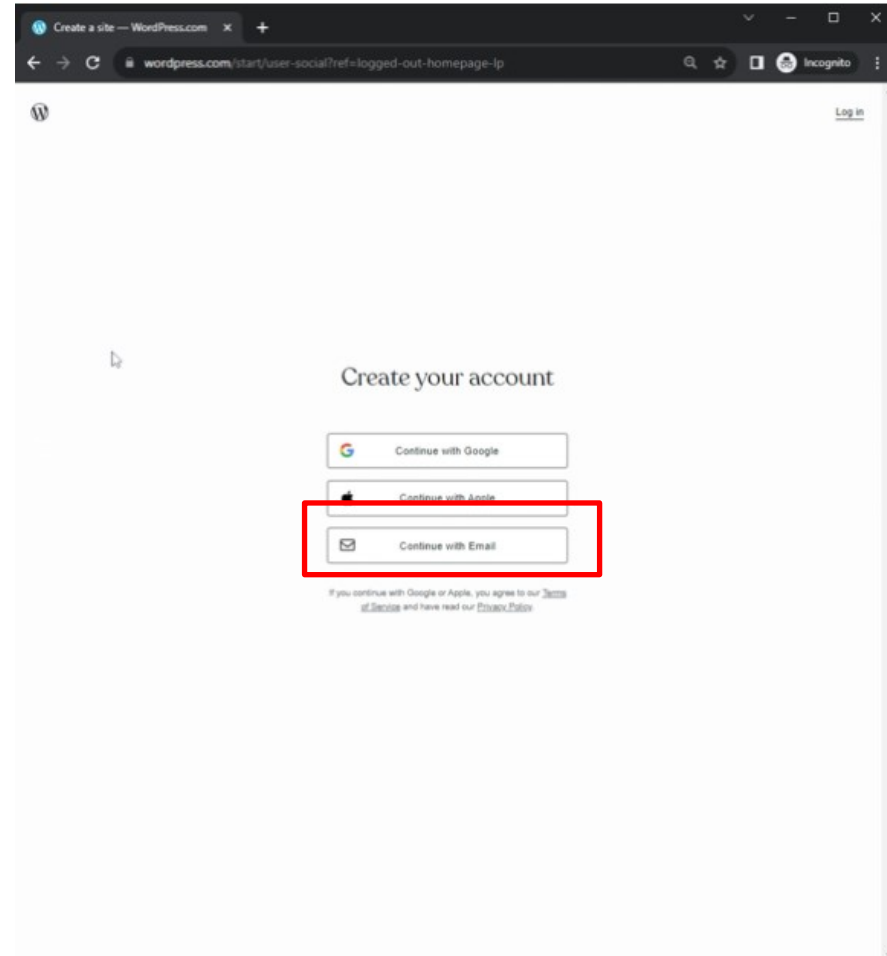 Create a site — WordPress.com
wordpress.com/start/user-social?ref=logged-out-homepage-lp
Incognito
Log in
Create your account
Continue with Google
Continue with Apple
Continue with Email
If you continue with Google or Apple, you agree to our Terms
of Service and have read our Privacy Policy.